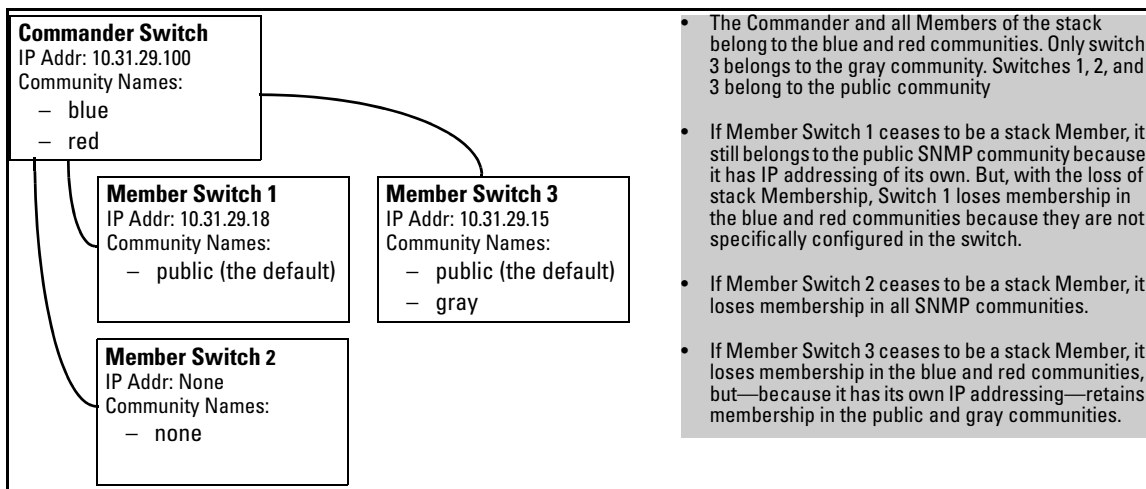 Commander Switch
IP Addr: 10.31.29.100
Community Names:
– blue
– red
Member Switch 1
IP Addr: 10.31.29.18
Community Names:
– public (the default)
Member Switch 3
IP Addr: 10.31.29.15
Community Names:
– public (the default)
– gray
Member Switch 2
IP Addr: None
Community Names:
– none
• The Commander and all Members of the stack
belong to the blue and red communities. Only switch
3 belongs to the gray community. Switches 1, 2, and
3 belong to the public community
• If Member Switch 1 ceases to be a stack Member, it
still belongs to the public SNMP community because
it has IP addressing of its own. But, with the loss of
stack Membership, Switch 1 loses membership in
the blue and red communities because they are not
specifically configured in the switch.
• If Member Switch 2 ceases to be a stack Member, it
loses membership in all SNMP communities.
• If Member Switch 3 ceases to be a stack Member, it
loses membership in the blue and red communities,
but—because it has its own IP addressing—retains
membership in the public and gray communities.